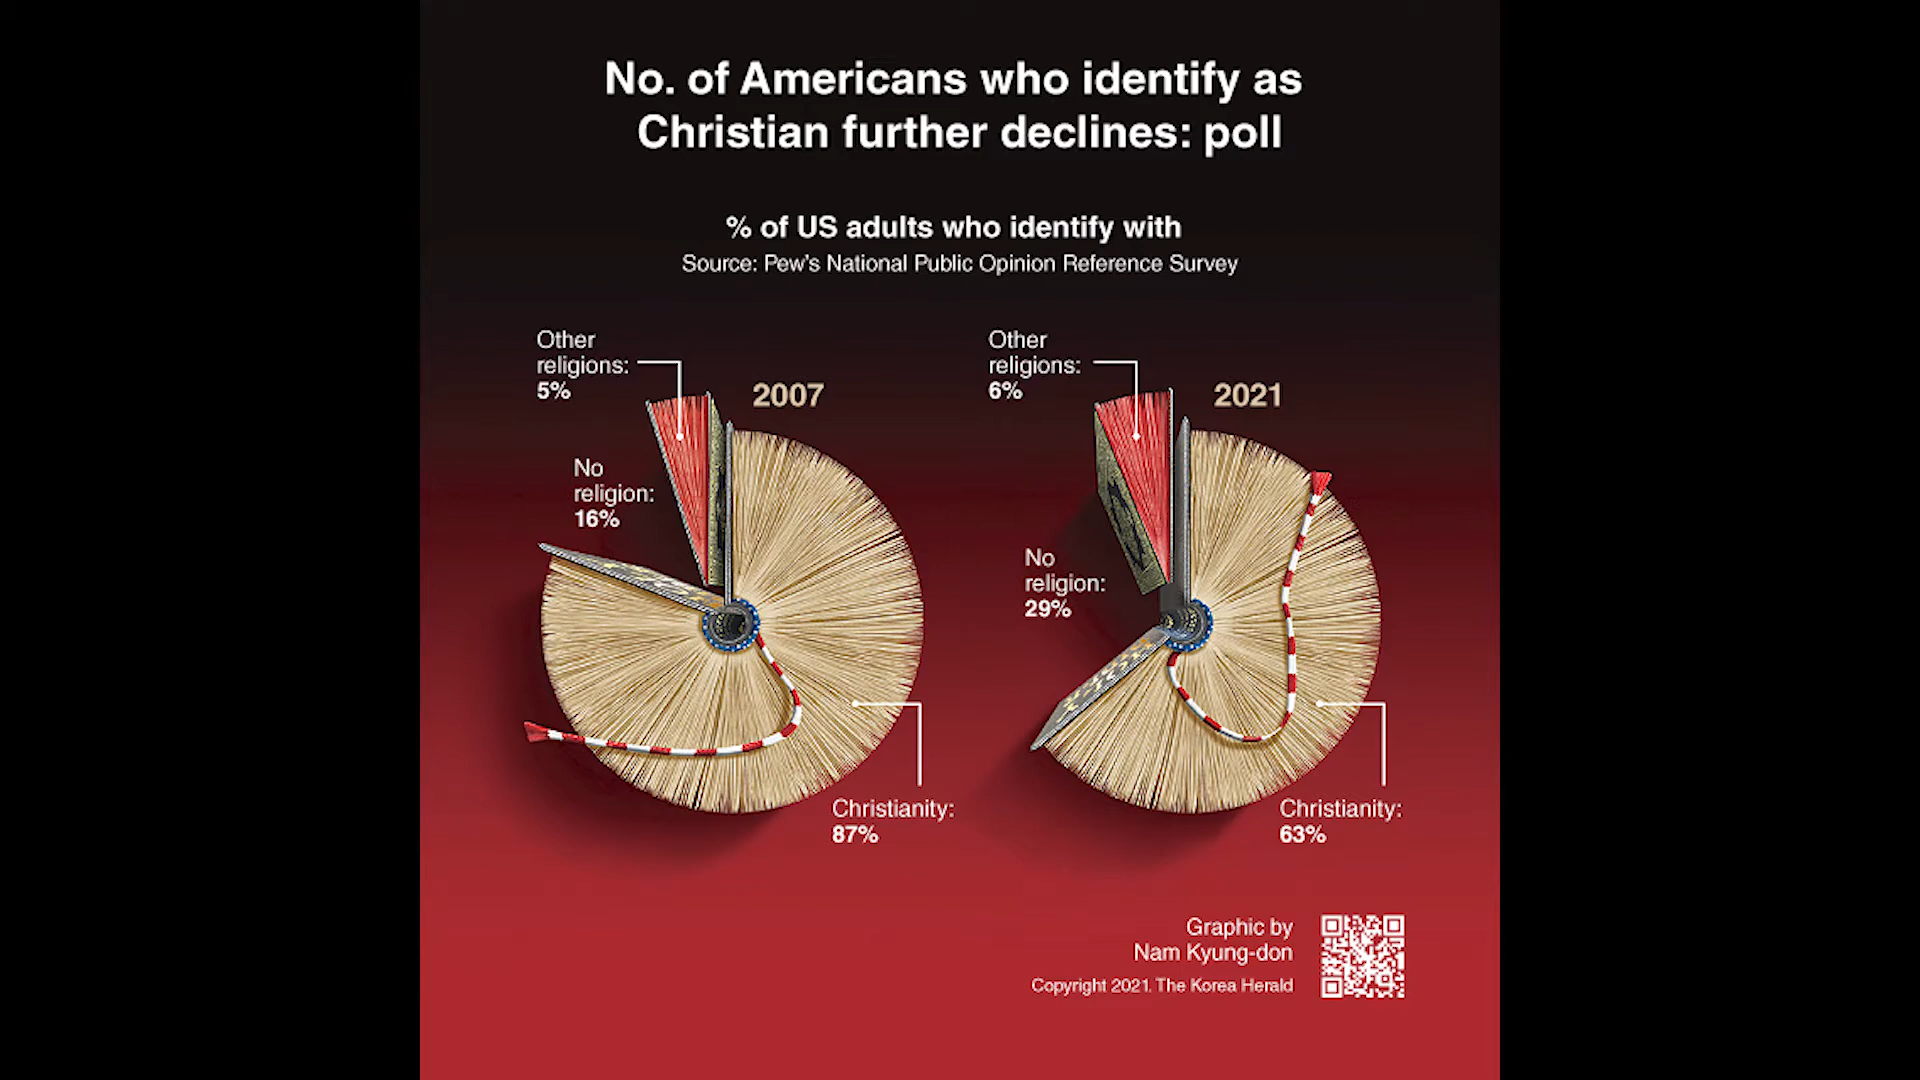 No. of Americans who identify as
Christian further declines: poll
% of US adults who identify with
Source: Pew's National Public Opinion Reference Survey
Other
religions:
5%
2007
No
religion:
16%
Christianity:
87%
Other
religions:
6%
2021
No
religion:
29%
Christianity:
63%
Graphic by
Nam Kyung-don
Copyright 2021. The Korea Herald